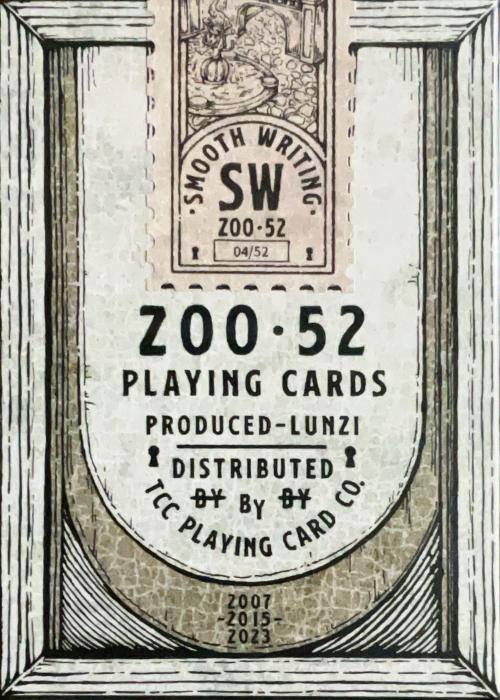 ·SMOOTH WRITING·
SW
ZOO·52
04/52
ZOO·52
PLAYING CARDS
PRODUCED-LUNZI
DISTRIBUTED
BY By BY
TCC PLAYING CARD CO.
2007
-2015-
2023